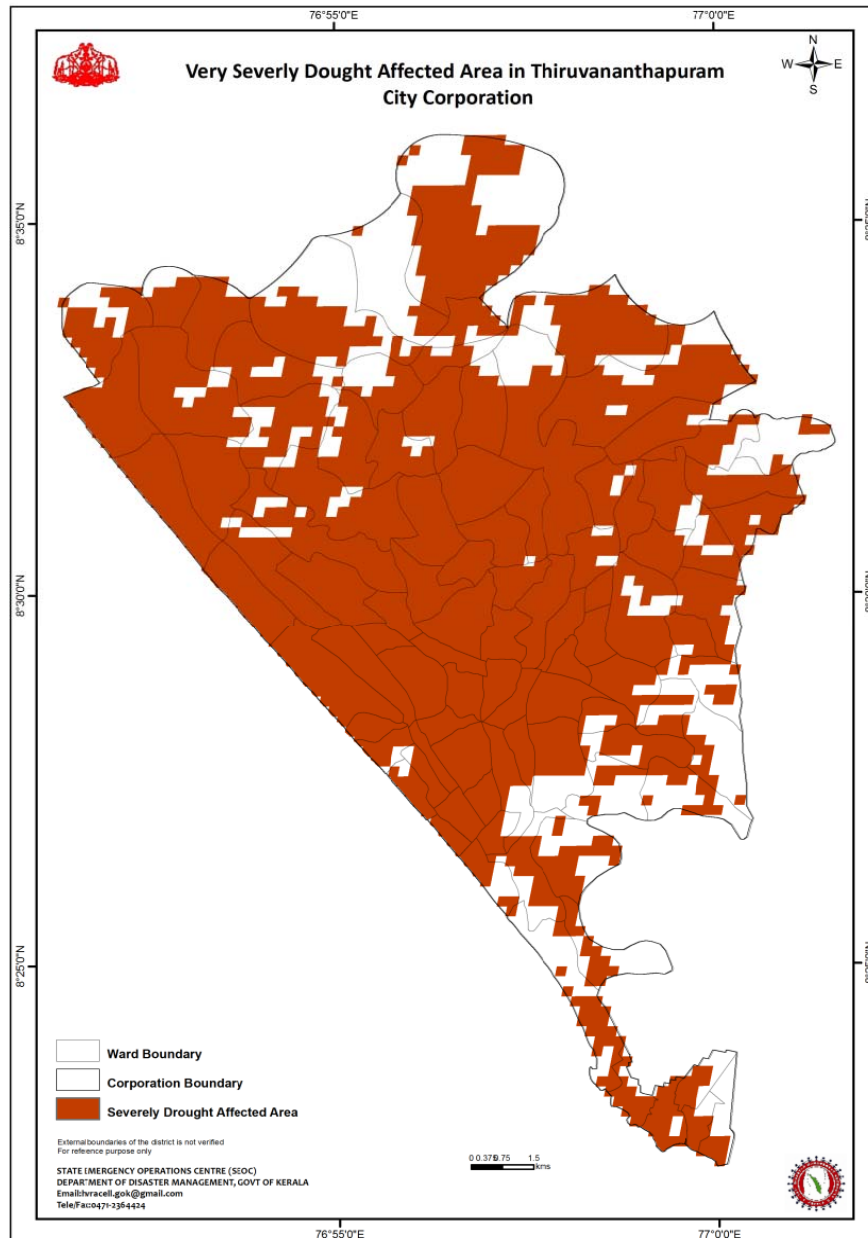 76°55'0"E 77°0'0"E
Very Severly Dought Affected Area in Thiruvananthapuram
City Corporation
N
W E
S
8°35'0"N
8°30'0"N
8°25'0"N
Ward Boundary
Corporation Boundary
Severely Drought Affected Area
External boundaries of the district is not verified
For reference purpose only
STATE EMERGENCY OPERATIONS CENTRE (SEOC)
DEPARTMENT OF DISASTER MANAGEMENT, GOVT OF KERALA
Email:hvracell.gok@gmail.com
Tele/Fax:0471-2364424
0 0.375 0.75 1.5
kms
76°55'0"E 77°0'0"E